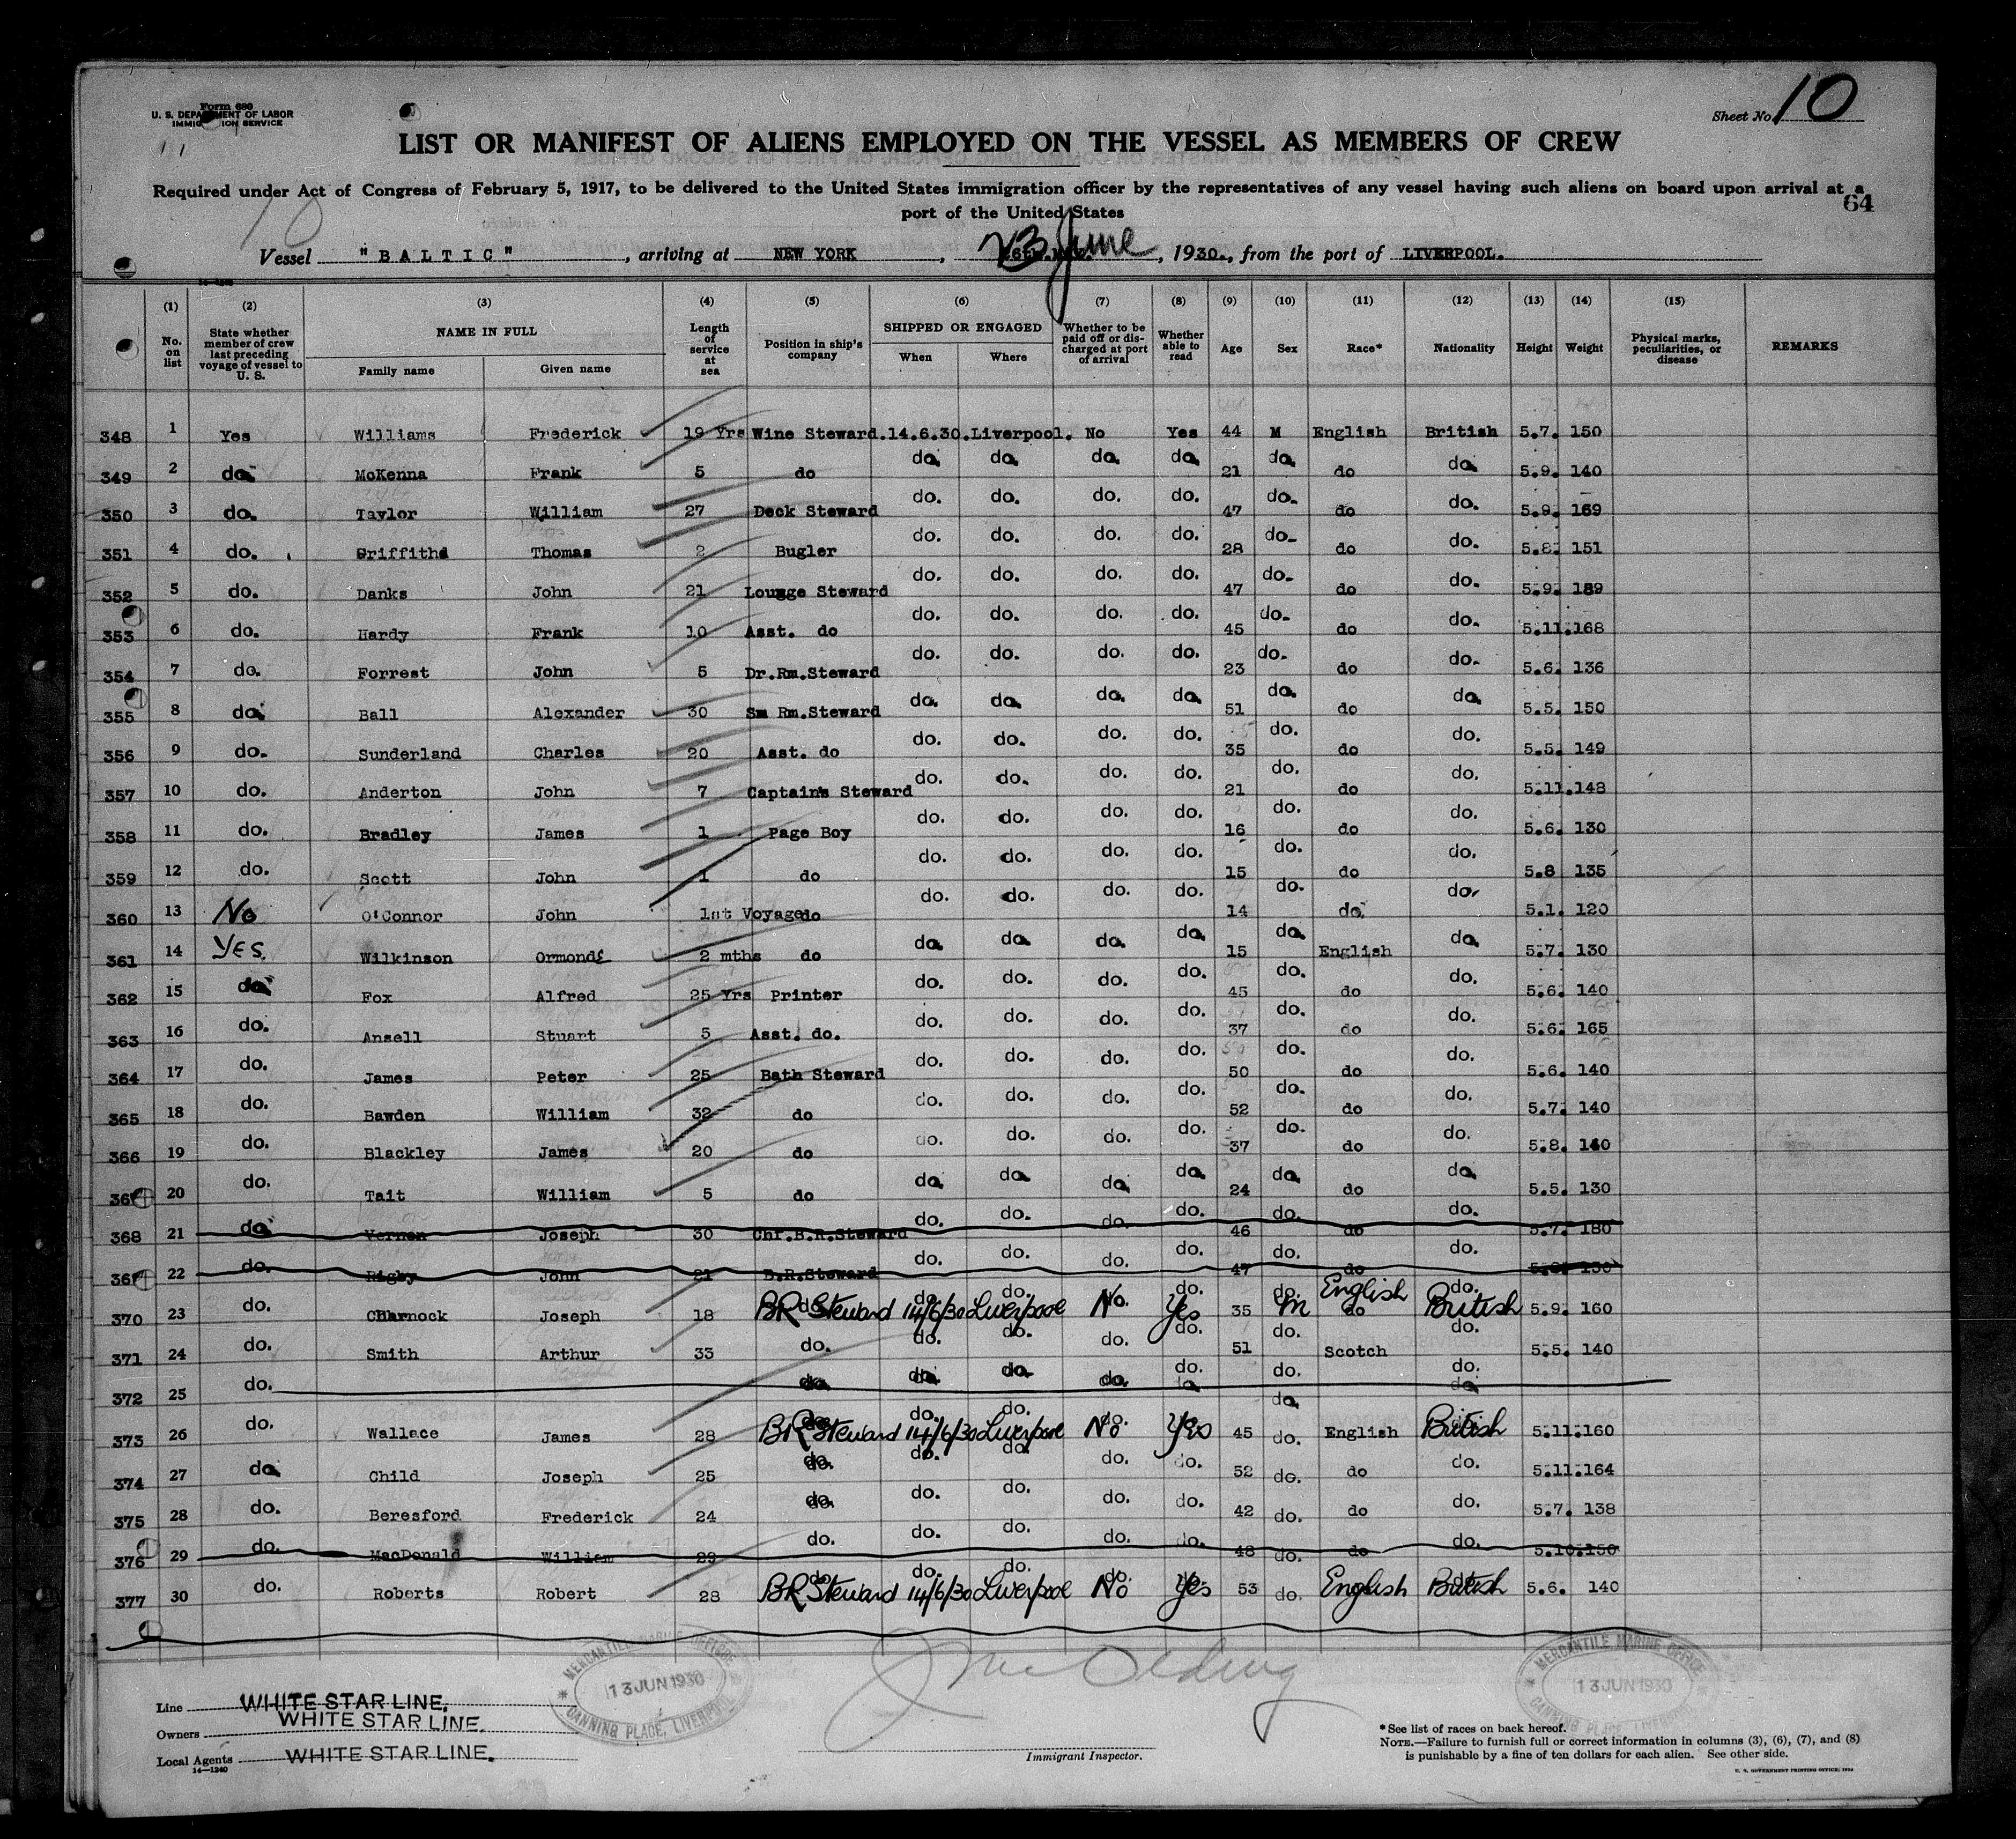 Form 680
U. S. DEPARTMENT OF LABOR
IMMIGRATION SERVICE
Sheet No. 10
LIST OR MANIFEST OF ALIENS EMPLOYED ON THE VESSEL AS MEMBERS OF CREW
Required under Act of Congress of February 5, 1917, to be delivered to the United States immigration officer by the representatives of any vessel having such aliens on board upon arrival at a
port of the United States
64
10
Vessel "BALTIC", arriving at NEW YORK, 23 June, 1930., from the port of LIVERPOOL.
(1) (2) (3) (4) (5) (6) (7) (8) (9) (10) (11) (12) (13) (14) (15)
No. on list State whether member of crew last preceding voyage of vessel to U. S. NAME IN FULL Family name Given name Length of service at sea Position in ship's company SHIPPED OR ENGAGED When Where Whether to be paid off or discharged at port of arrival Whether able to read Age Sex Race* Nationality Height Weight Physical marks, peculiarities, or disease REMARKS
348 1 Yes Williams Frederick 19 Yrs Wine Steward. 14.6.30. Liverpool. No Yes 44 M English British 5.7. 150
349 2 do. McKenna Frank 5 do do. do. do. do. 21 do. do do. 5.9. 140
350 3 do. Taylor William 27 Deck Steward do. do. do. do. 47 do. do do. 5.9. 169
351 4 do. Griffiths Thomas 2 Bugler do. do. do. do. 28 do. do do. 5.8. 151
352 5 do. Danks John 21 Lounge Steward do. do. do. do. 47 do. do do. 5.9. 189
353 6 do. Hardy Frank 10 Asst. do do. do. do. do. 45 do. do do. 5.11. 168
354 7 do. Forrest John 5 Dr.Rm.Steward do. do. do. do. 23 do. do do. 5.6. 136
355 8 do. Ball Alexander 30 Sm Rm.Steward do. do. do. do. 51 do. do do. 5.5. 150
356 9 do. Sunderland Charles 20 Asst. do do. do. do. do. 35 do. do do. 5.5. 149
357 10 do. Anderton John 7 Captains Steward do. do. do. do. 21 do. do do. 5.11. 148
358 11 do. Bradley James 1 Page Boy do. do. do. do. 16 do. do do. 5.6. 130
359 12 do. Scott John 1 do do. do. do. do. 15 do. do do. 5.8 135
360 13 No O'Connor John 1st Voyage do do. do. do. do. 14 do. do. do. 5.1. 120
361 14 YES. Wilkinson Ormonde 2 mths do do. do. do. do. 15 do. English do. 5.7. 130
362 15 do. Fox Alfred 25 Yrs Printer do. do. do. do. 45 do. do do. 5.6. 140
363 16 do. Ansell Stuart 5 Asst. do. do. do. do. do. 37 do. do do. 5.6. 165
364 17 do. James Peter 25 Bath Steward do. do. do. do. 50 do. do do. 5.6. 140
365 18 do. Bawden William 32 do do. do. do. do. 52 do. do do. 5.7. 140
366 19 do. Blackley James 20 do do. do. do. do. 37 do. do do. 5.8. 140
367 20 do. Tait William 5 do do. do. do. do. 24 do. do do. 5.5. 130
368 21 do. Vernon Joseph 30 Chf.B.R.Steward do. do. do. do. 46 do. do do. 5.7. 180
369 22 do. Rigby John 21 B.R.Steward do. do. do. do. 47 do. do do. 130
370 23 do. Charnock Joseph 18 BR Steward 14/6/30 Liverpool No Yes 35 M English British 5.9. 160
371 24 do. Smith Arthur 33 do. do. do. do. do. 51 do. Scotch do. 5.5. 140
372 25 do. do. do. do. do. do. do. do.
373 26 do. Wallace James 28 BR Steward 14/6/30 Liverpool No Yes 45 do. English British 5.11. 160
374 27 do. Child Joseph 25 do. do. do. do. do. 52 do. do do. 5.11. 164
375 28 do. Beresford Frederick 24 do. do. do. do. do. 42 do. do do. 5.7. 138
376 29 do. MacDonald William 29 do. do. do. do. do. 48 do. do do. 5.10. 150
377 30 do. Roberts Robert 28 BR Steward 14/6/30 Liverpool No Yes 53 do. English British 5.6. 140
MERCANTILE MARINE OFFICE
13 JUN 1930
CANNING PLACE, LIVERPOOL
MERCANTILE MARINE OFFICE
13 JUN 1930
CANNING PLACE, LIVERPOOL
Line WHITE STAR LINE.
Owners WHITE STAR LINE.
Local Agents WHITE STAR LINE.
14—1240
Immigrant Inspector.
*See list of races on back hereof.
NOTE.—Failure to furnish full or correct information in columns (3), (6), (7), and (8)
is punishable by a fine of ten dollars for each alien. See other side.
U. S. GOVERNMENT PRINTING OFFICE: